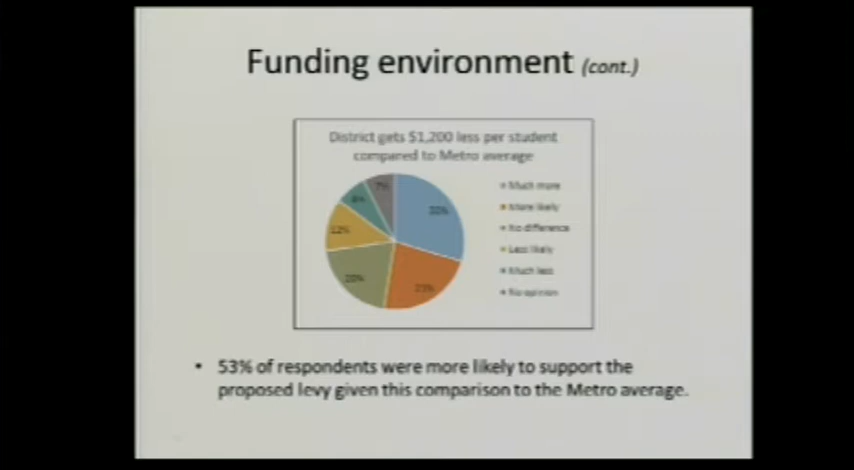 Funding environment (cont.)
District gets $1,200 less per student
compared to Metro average
Much more
More likely
No difference
Less likely
Much less
No opinion
7%
12%
20%
• 53% of respondents were more likely to support the
proposed levy given this comparison to the Metro average.